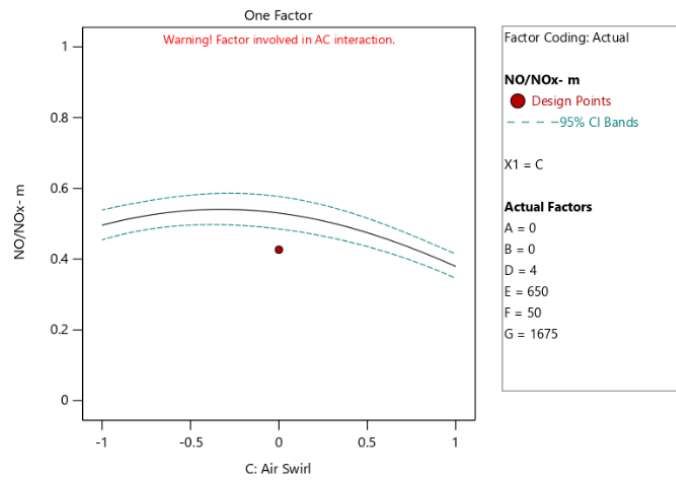 One Factor
Warning! Factor involved in AC interaction.
1
0.8
0.6
0.4
0.2
0
NO/NOx- m
-1
-0.5
0
0.5
1
C: Air Swirl
Factor Coding: Actual
NO/NOx- m
Design Points
95% CI Bands
X1 = C
Actual Factors
A = 0
B = 0
D = 4
E = 650
F = 50
G = 1675